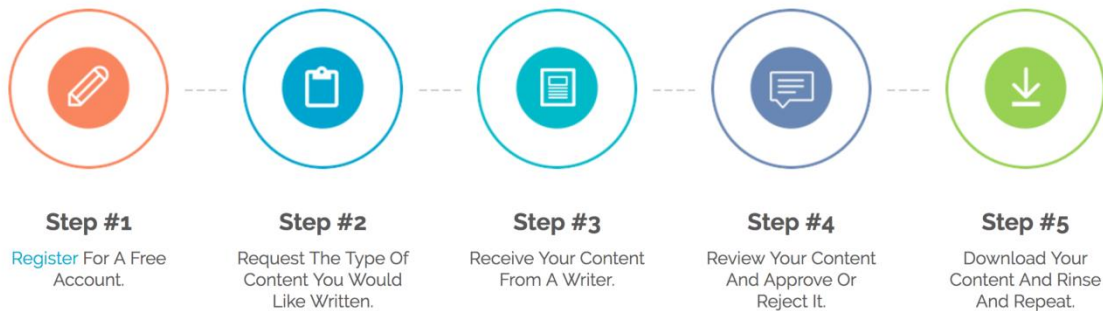 Step #1
Register For A Free
Account.
Step #2
Request The Type Of
Content You Would
Like Written.
Step #3
Receive Your Content
From A Writer.
Step #4
Review Your Content
And Approve Or
Reject It.
Step #5
Download Your
Content And Rinse
And Repeat.